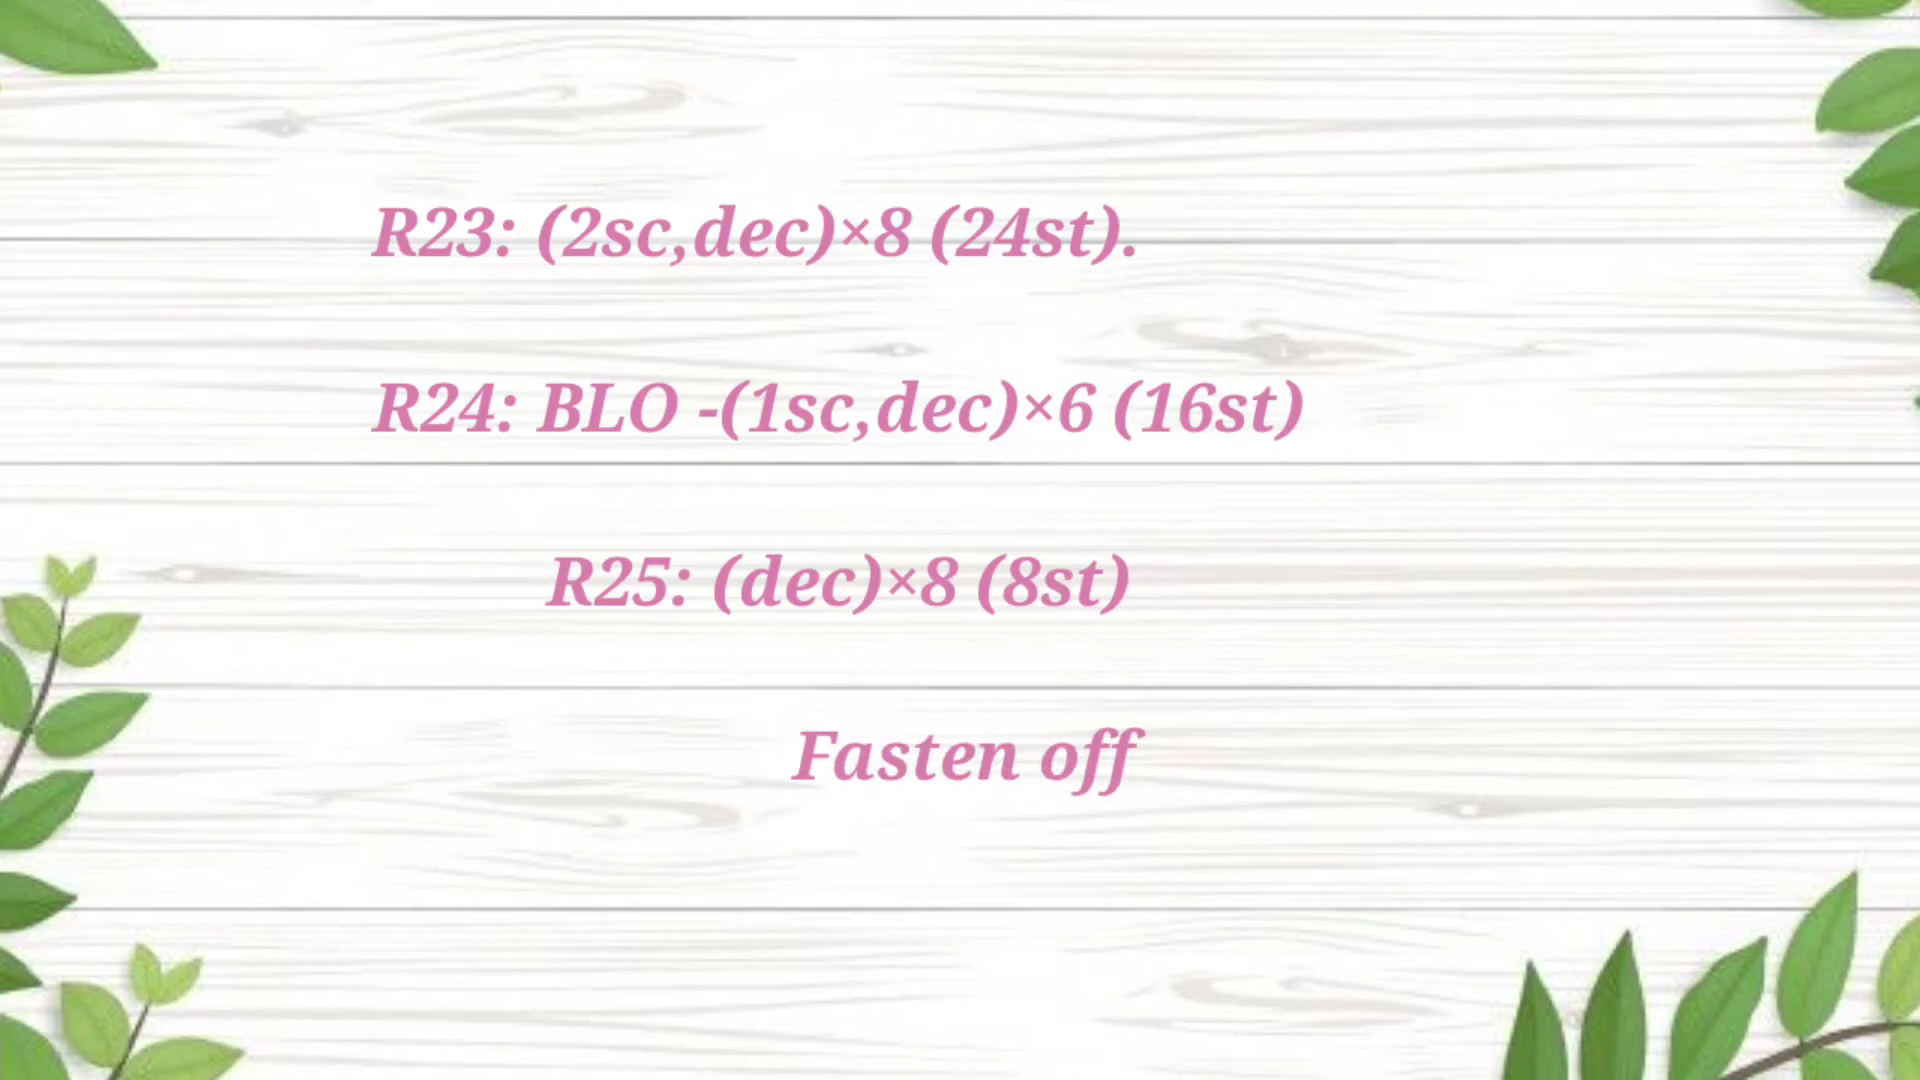 R23: (2sc,dec)×8 (24st).
R24: BLO -(1sc,dec)×6 (16st)
R25: (dec)×8 (8st)
Fasten off